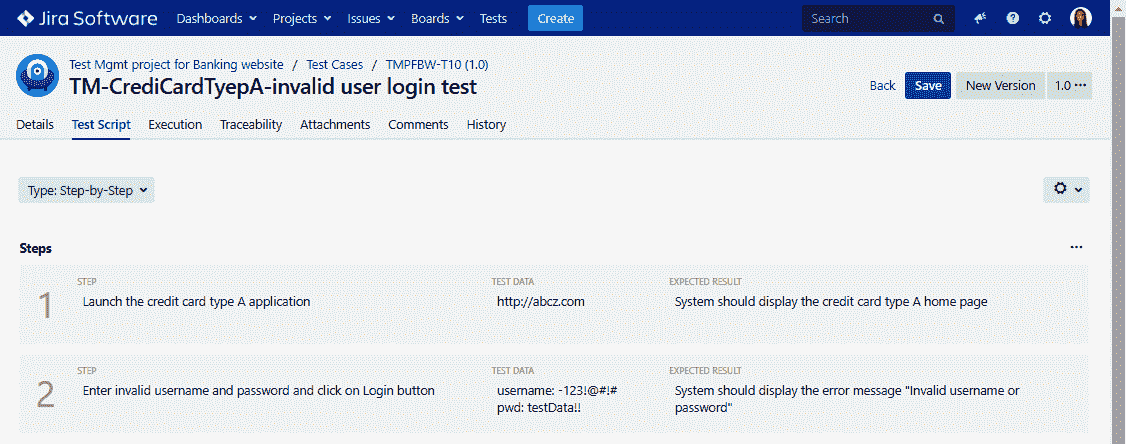 Jira Software Dashboards Projects Issues Boards Tests Create Search
Test Mgmt project for Banking website / Test Cases / TMPFBW-T10 (1.0)
TM-CrediCardTyepA-invalid user login test
Back Save New Version 1.0 ···
Details Test Script Execution Traceability Attachments Comments History
Type: Step-by-Step
Steps ···
STEP TEST DATA EXPECTED RESULT
1 Launch the credit card type A application http://abcz.com System should display the credit card type A home page
STEP TEST DATA EXPECTED RESULT
2 Enter invalid username and password and click on Login button username: -123!@#!# System should display the error message "Invalid username or
pwd: testData!! password"